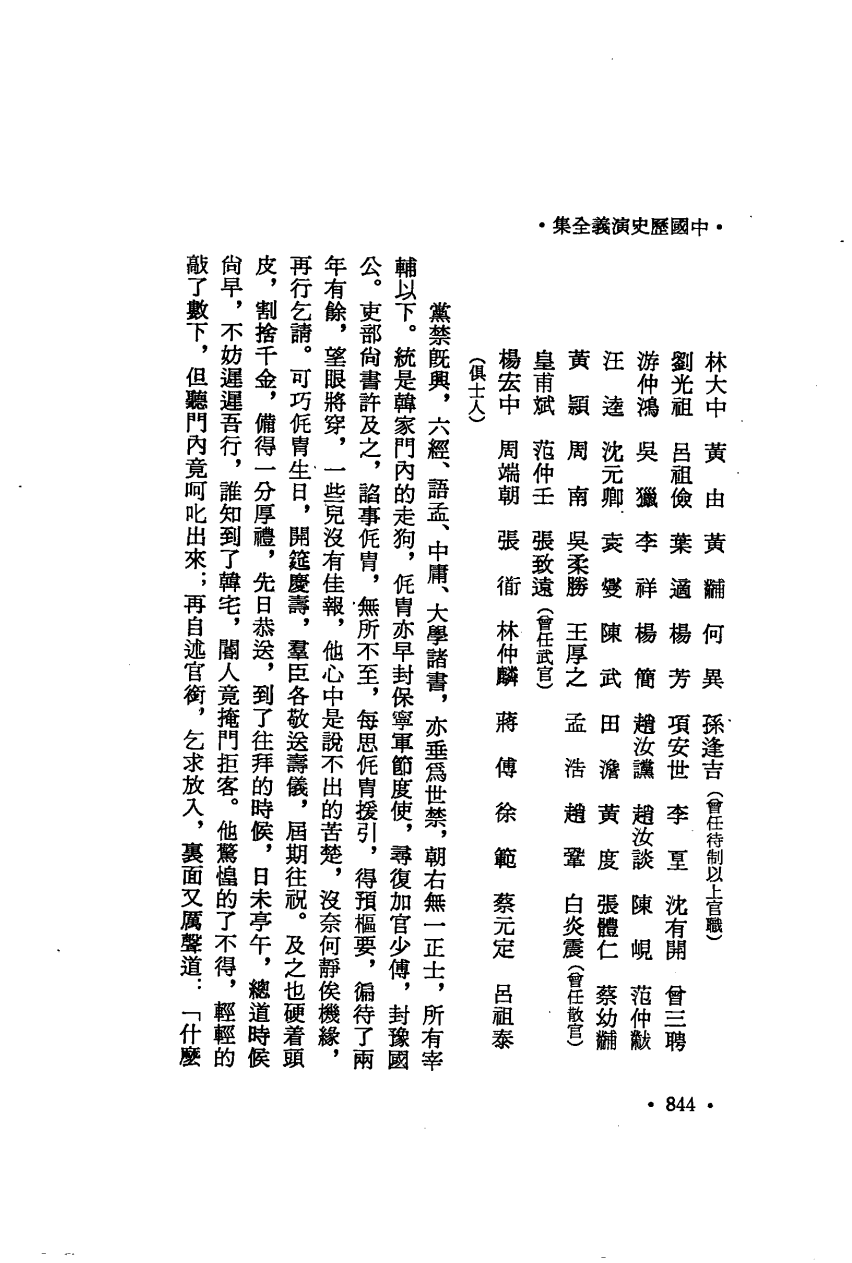 ·中國歷史演義全集·
林大中 黃由 黃黼 何異 孫逢吉(曾任待制以上官職)
劉光祖 呂祖儉 葉適 楊芳 項安世 李𡌴 沈有開 曾三聘
游仲鴻 吳獵 李祥 楊簡 趙汝讜 趙汝談 陳峴 范仲黻
汪逵 沈元卿 袁燮 陳武 田澹 黃度 張體仁 蔡幼黼
黃顥 周南 吳柔勝 王厚之 孟浩 趙鞏 白炎震(曾任散官)
皇甫斌 范仲壬 張致遠(曾任武官)
楊宏中 周端朝 張衜 林仲麟 蔣傅 徐範 蔡元定 呂祖泰
(俱士人)
黨禁旣興,六經、語孟、中庸、大學諸書,亦垂爲世禁,朝右無一正士,所有宰
輔以下。統是韓家門內的走狗,侂胄亦早封保寧軍節度使,尋復加官少傅,封豫國
公。吏部尙書許及之,諂事侂胄,無所不至,每思侂胄援引,得預樞要,徧待了兩
年有餘,望眼將穿,一些兒沒有佳報,他心中是說不出的苦楚,沒奈何靜俟機緣,
再行乞請。可巧侂胄生日,開筵慶壽,羣臣各敬送壽儀,屆期往祝。及之也硬着頭
皮,割捨千金,備得一分厚禮,先日恭送,到了往拜的時候,日未亭午,總道時候
尙早,不妨遲遲吾行,誰知到了韓宅,閽人竟掩門拒客。他驚惶的了不得,輕輕的
敲了數下,但聽門內竟呵叱出來;再自述官銜,乞求放入,裏面又厲聲道:「什麼
·844·